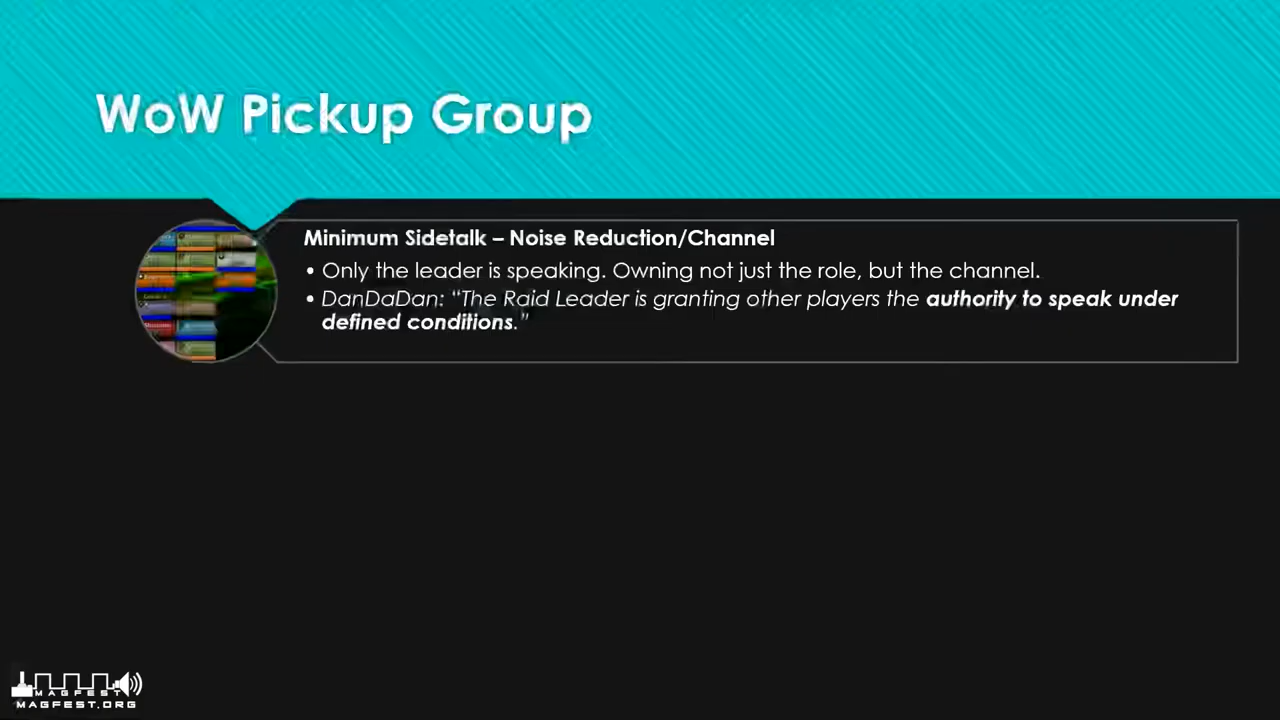 WoW Pickup Group
Minimum Sidetalk – Noise Reduction/Channel
• Only the leader is speaking. Owning not just the role, but the channel.
• DanDaDan: “The Raid Leader is granting other players the authority to speak under
defined conditions.”
MAGFEST
MAGFEST.ORG